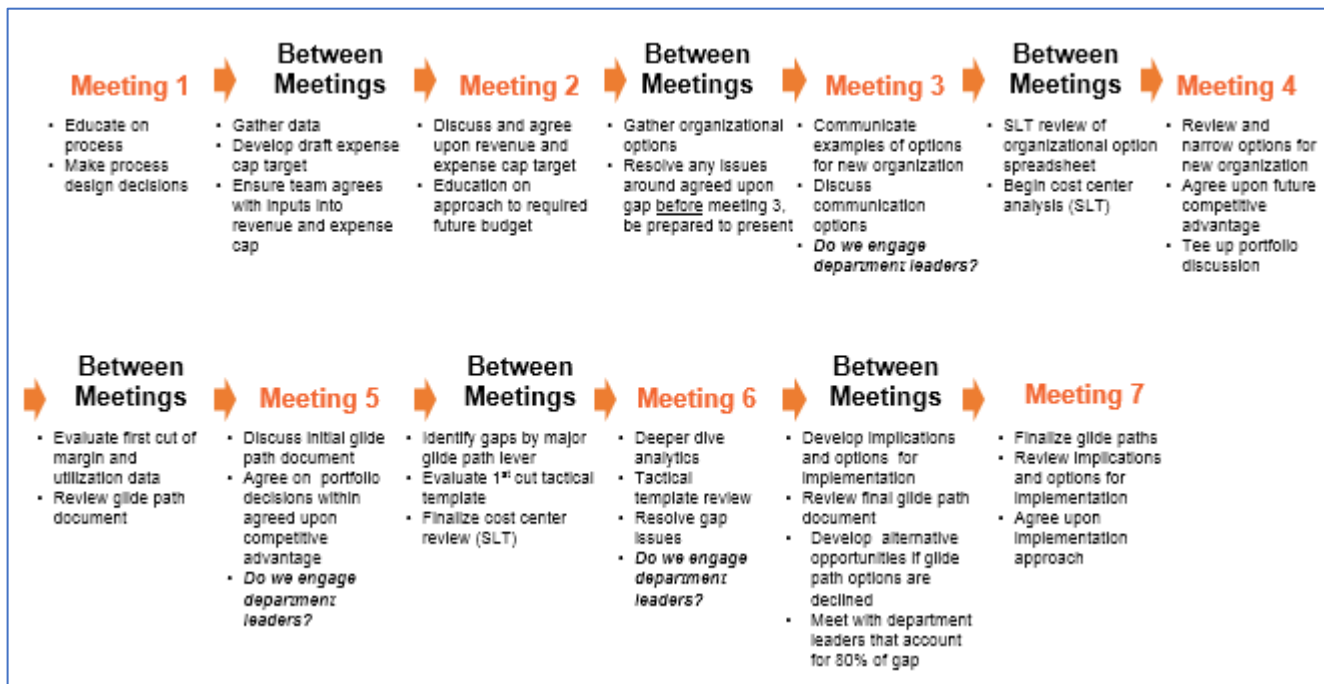 Meeting 1
• Educate on
process
• Make process
design decisions
Between
Meetings
• Gather data
• Develop draft expense
cap target
• Ensure team agrees
with inputs into
revenue and expense
cap
Meeting 2
• Discuss and agree
upon revenue and
expense cap target
• Education on
approach to required
future budget
Between
Meetings
• Gather organizational
options
• Resolve any issues
around agreed upon
gap before meeting 3,
be prepared to present
Meeting 3
• Communicate
examples of options
for new organization
• Discuss
communication
options
• Do we engage
department leaders?
Between
Meetings
• SLT review of
organizational option
spreadsheet
• Begin cost center
analysis (SLT)
Meeting 4
• Review and
narrow options for
new organization
• Agree upon future
competitive
advantage
• Tee up portfolio
discussion
Between
Meetings
• Evaluate first cut of
margin and
utilization data
• Review glide path
document
Meeting 5
• Discuss initial glide
path document
• Agree on portfolio
decisions within
agreed upon
competitive
advantage
• Do we engage
department
leaders?
Between
Meetings
• Identify gaps by major
glide path lever
• Evaluate 1st cut tactical
template
• Finalize cost center
review (SLT)
Meeting 6
• Deeper dive
analytics
• Tactical
template review
• Resolve gap
issues
• Do we engage
department
leaders?
Between
Meetings
• Develop implications
and options for
implementation
• Review final glide path
document
• Develop alternative
opportunities if glide
path options are
declined
• Meet with department
leaders that account
for 80% of gap
Meeting 7
• Finalize glide paths
• Review implications
and options for
implementation
• Agree upon
implementation
approach